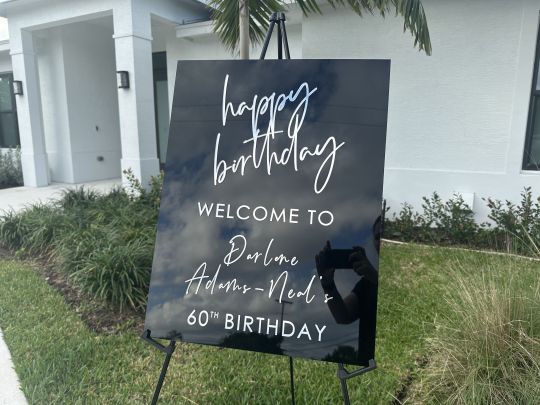 happy
birthday
WELCOME TO
Darlene
Adams-Neal's
60TH BIRTHDAY